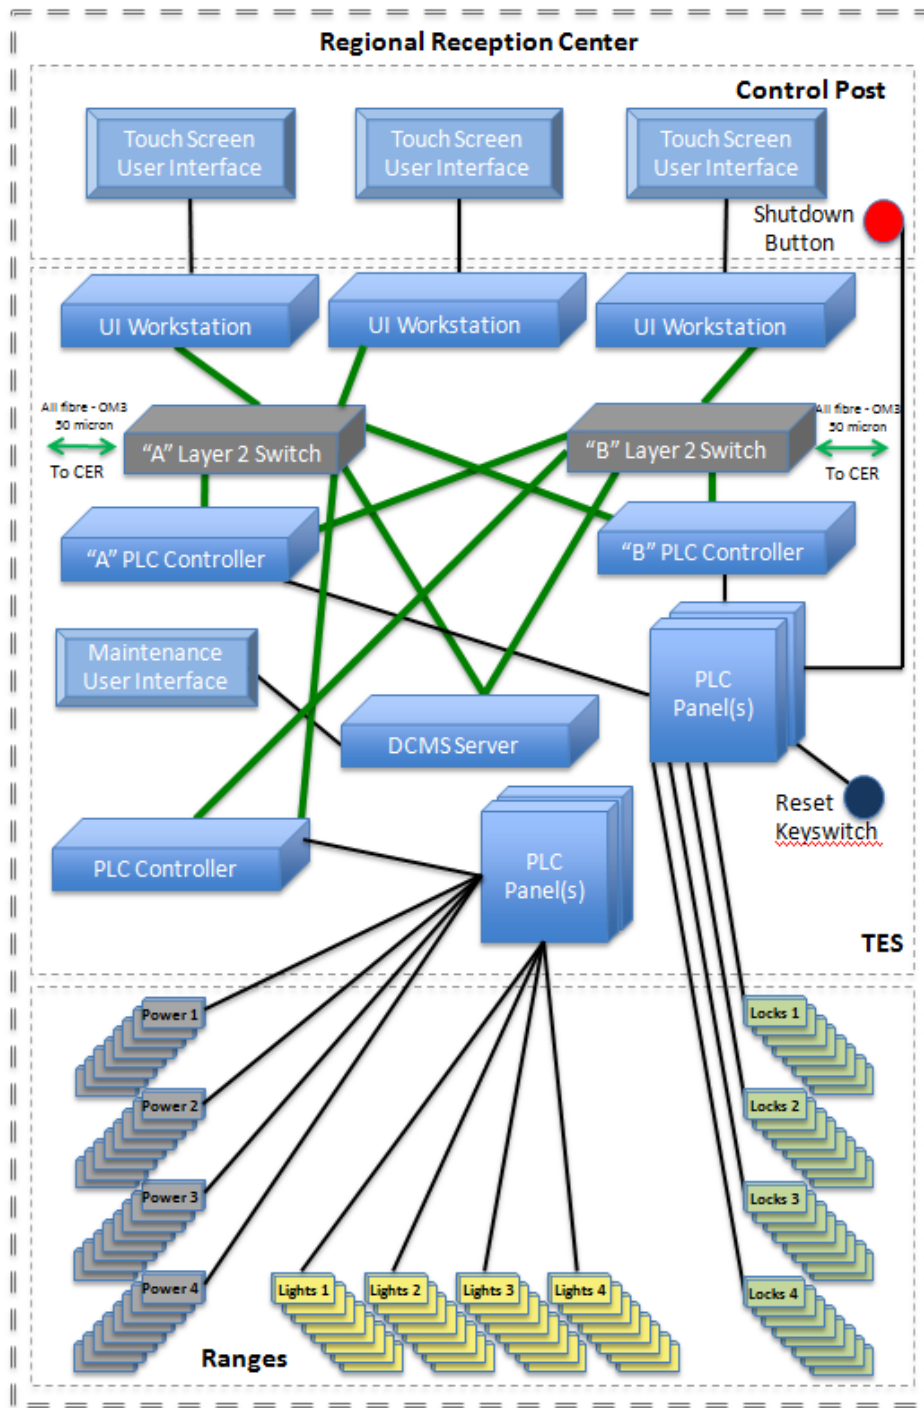 Regional Reception Center
Control Post
Touch Screen
User Interface
Touch Screen
User Interface
Touch Screen
User Interface
Shutdown
Button
UI Workstation
UI Workstation
UI Workstation
All fibre - OM3
50 micron
To CER
"A" Layer 2 Switch
"B" Layer 2 Switch
All fibre - OM3
50 micron
To CER
"A" PLC Controller
"B" PLC Controller
Maintenance
User Interface
PLC
Panel(s)
DCMS Server
Reset
Keyswitch
PLC Controller
PLC
Panel(s)
TES
Power 1
Locks 1
Power 2
Locks 2
Power 3
Locks 3
Power 4
Lights 1
Lights 2
Lights 3
Lights 4
Locks 4
Ranges